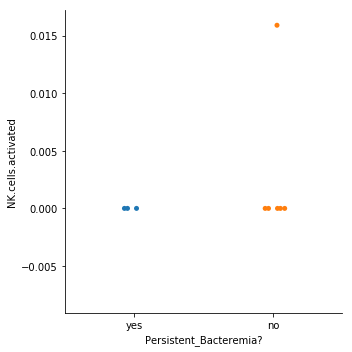 0.015
0.010
0.005
0.000
−0.005
NK.cells.activated
yes no
Persistent_Bacteremia?